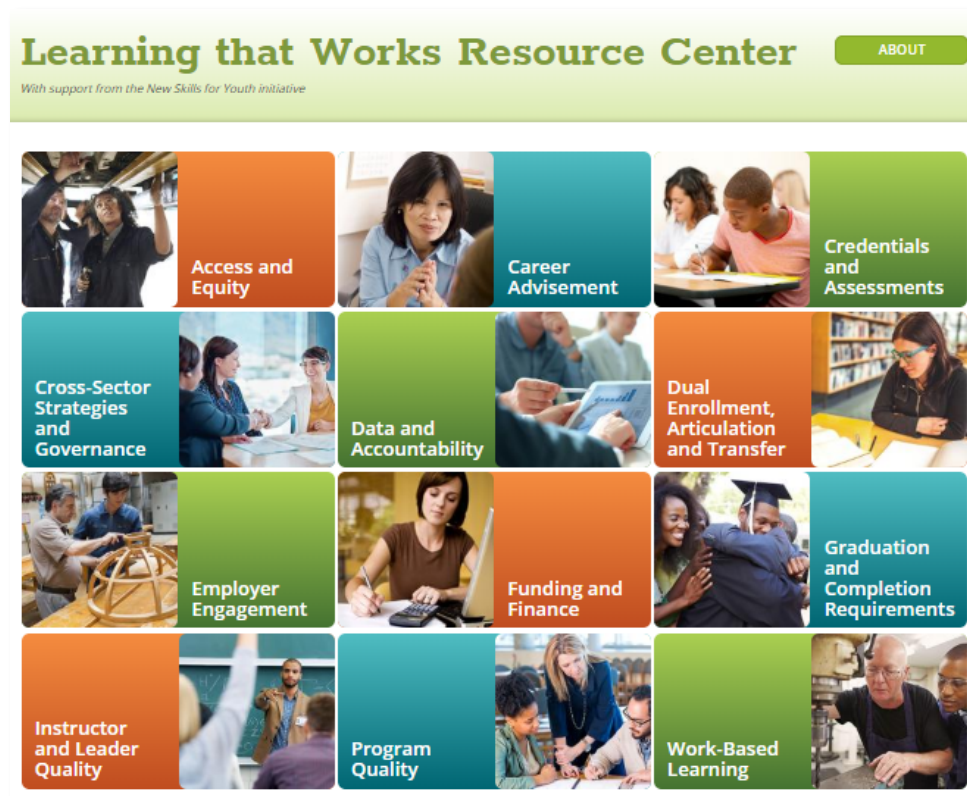 Learning that Works Resource Center
ABOUT
With support from the New Skills for Youth initiative
Access and
Equity
Career
Advisement
Credentials
and
Assessments
Cross-Sector
Strategies
and
Governance
Data and
Accountability
Dual
Enrollment,
Articulation
and Transfer
Employer
Engagement
Funding and
Finance
Graduation
and
Completion
Requirements
Instructor
and Leader
Quality
Program
Quality
Work-Based
Learning